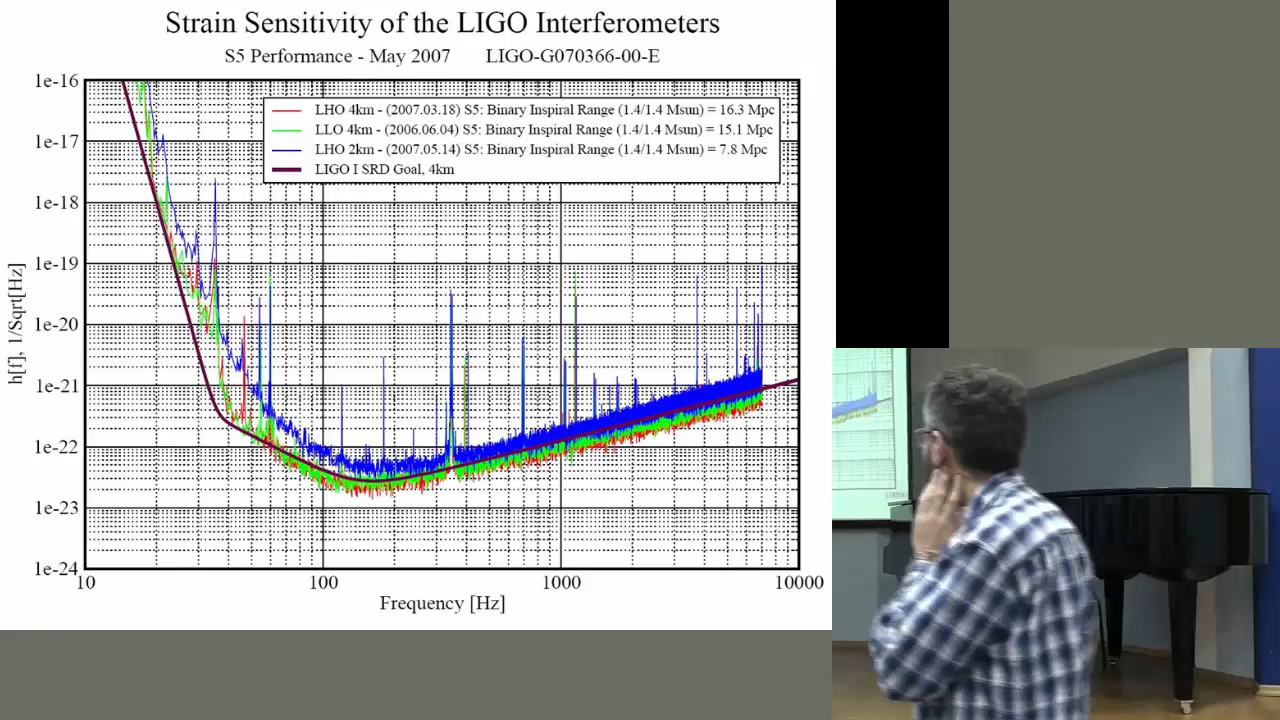 Strain Sensitivity of the LIGO Interferometers
S5 Performance - May 2007 LIGO-G070366-00-E
LHO 4km - (2007.03.18) S5: Binary Inspiral Range (1.4/1.4 Msun) = 16.3 Mpc
LLO 4km - (2006.06.04) S5: Binary Inspiral Range (1.4/1.4 Msun) = 15.1 Mpc
LHO 2km - (2007.05.14) S5: Binary Inspiral Range (1.4/1.4 Msun) = 7.8 Mpc
LIGO I SRD Goal, 4km
h[f], 1/Sqrt[Hz]
1e-16
1e-17
1e-18
1e-19
1e-20
1e-21
1e-22
1e-23
1e-24
10 100 1000 10000
Frequency [Hz]